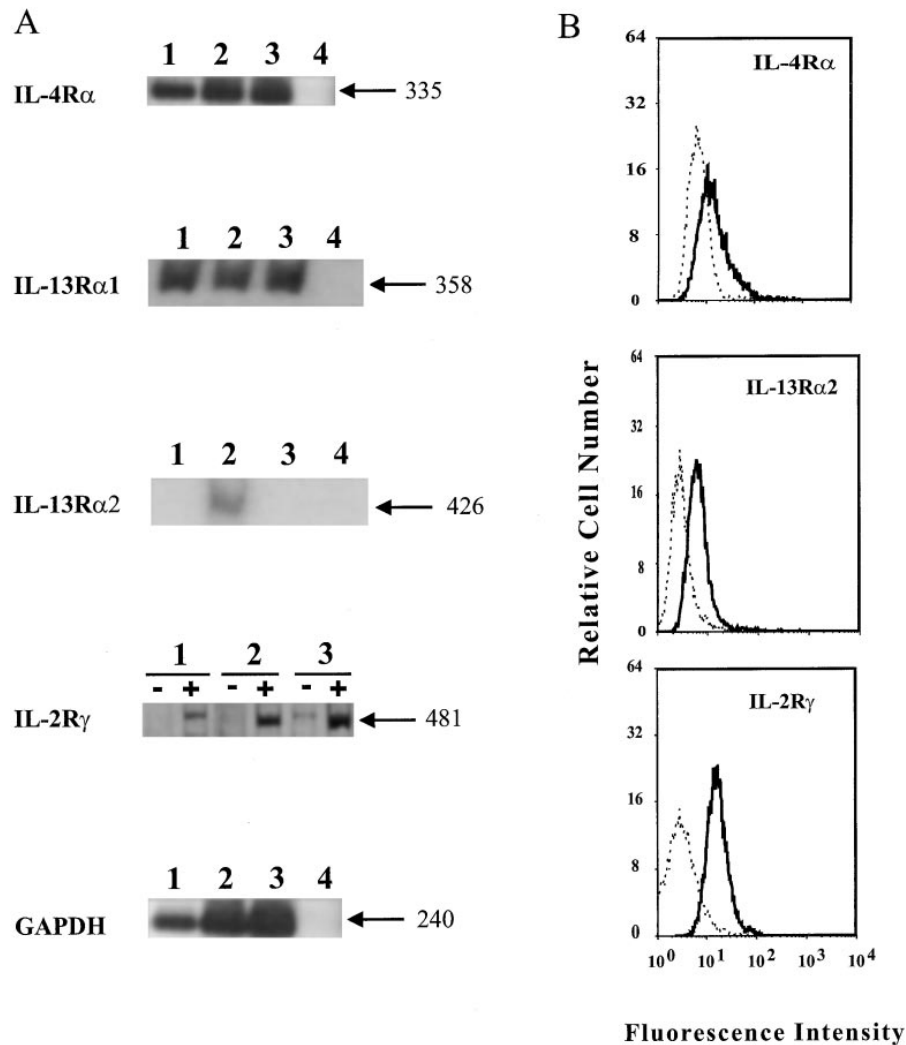 A
1 2 3 4
IL-4Rα
335
1 2 3 4
IL-13Rα1
358
1 2 3 4
IL-13Rα2
426
1 2 3
- + - + - +
IL-2Rγ
481
1 2 3 4
GAPDH
240
B
Relative Cell Number
64
IL-4Rα
32
16
8
0
64
IL-13Rα2
32
16
8
0
64
IL-2Rγ
32
16
8
0
10⁰ 10¹ 10² 10³ 10⁴
Fluorescence Intensity